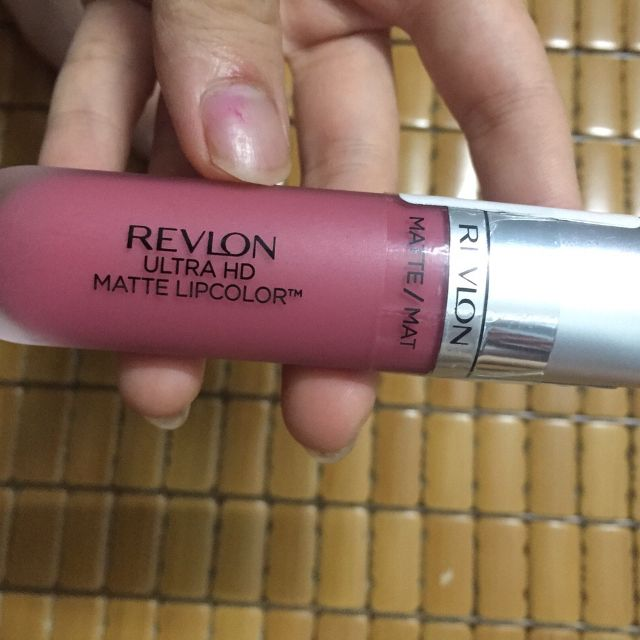 REVLON
ULTRA HD
MATTE LIPCOLOR™
MATTE / MAT
REVLON